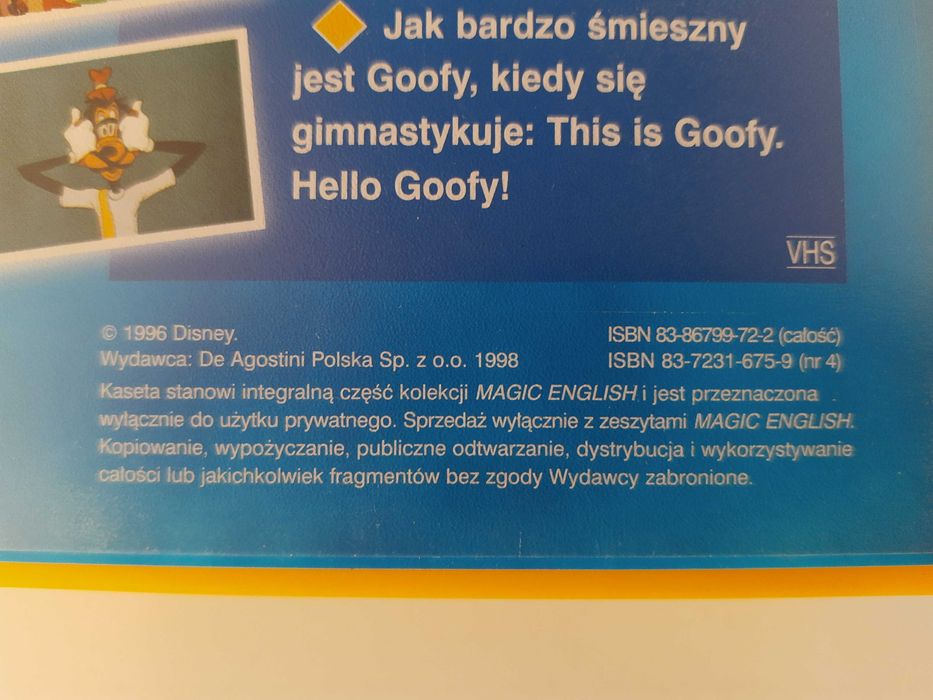 Jak bardzo śmieszny
jest Goofy, kiedy się
gimnastykuje: This is Goofy.
Hello Goofy!
VHS
© 1996 Disney.
Wydawca: De Agostini Polska Sp. z o.o. 1998
ISBN 83-86799-72-2 (całość)
ISBN 83-7231-675-9 (nr 4)
Kaseta stanowi integralną część kolekcji MAGIC ENGLISH i jest przeznaczona
wyłącznie do użytku prywatnego. Sprzedaż wyłącznie z zeszytami MAGIC ENGLISH.
Kopiowanie, wypożyczanie, publiczne odtwarzanie, dystrybucja i wykorzystywanie
całości lub jakichkolwiek fragmentów bez zgody Wydawcy zabronione.